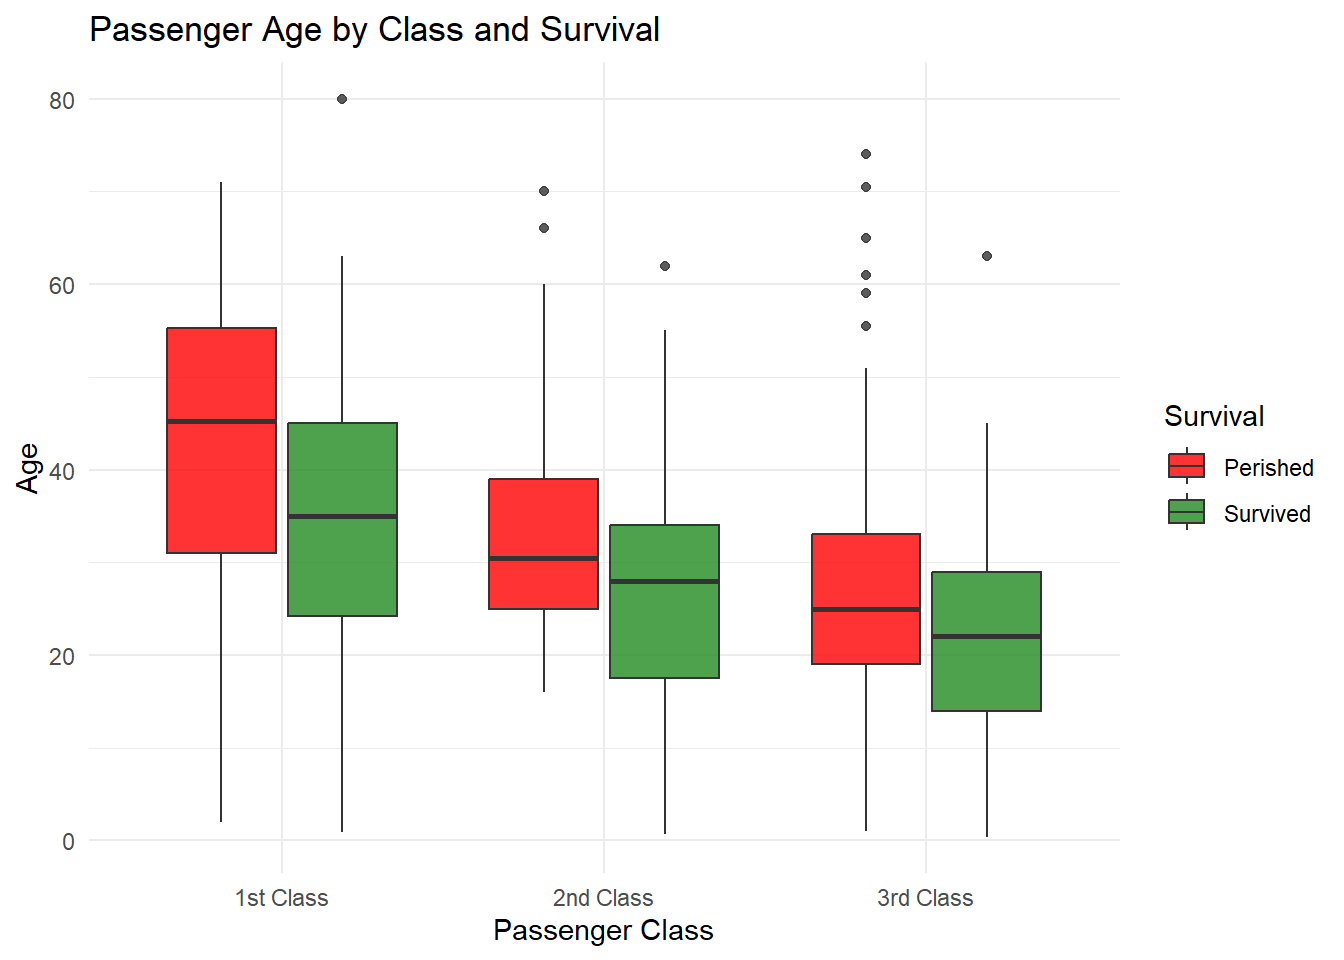 Passenger Age by Class and Survival
80
60
40
20
0
Age
1st Class
2nd Class
3rd Class
Passenger Class
Survival
Perished
Survived